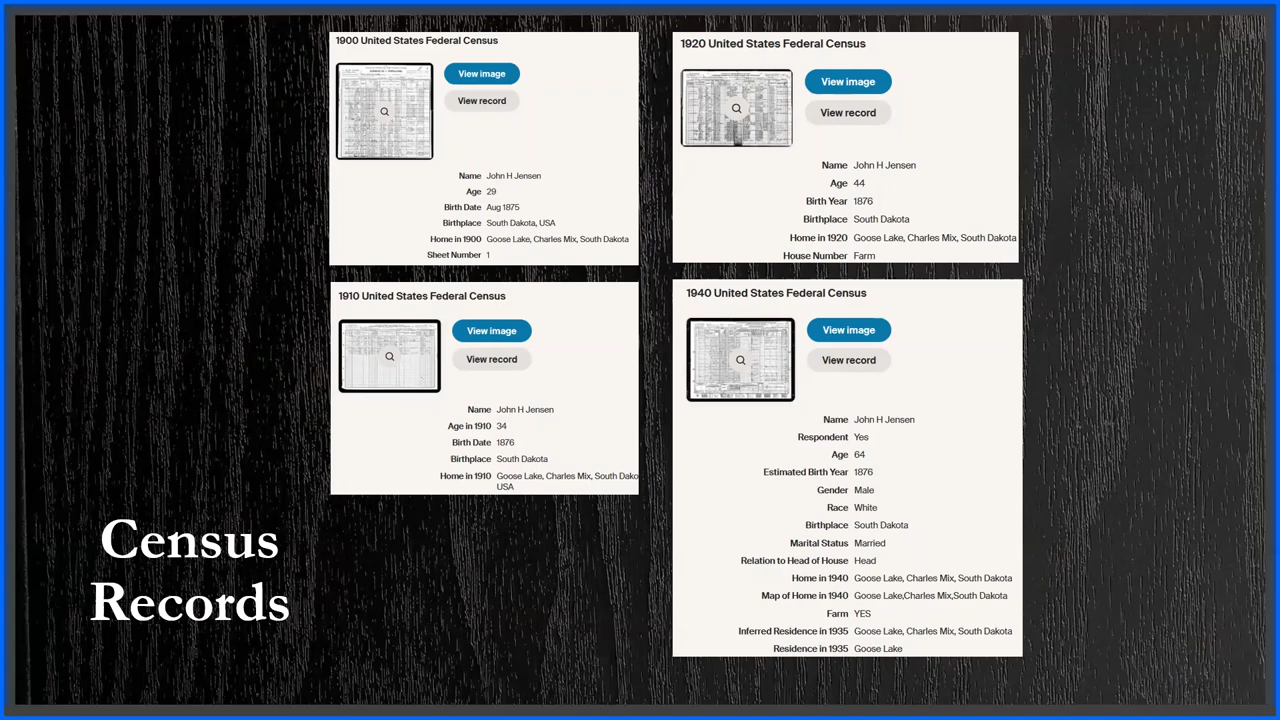 1900 United States Federal Census
View image
View record
Name John H Jensen
Age 29
Birth Date Aug 1875
Birthplace South Dakota, USA
Home in 1900 Goose Lake, Charles Mix, South Dakota
Sheet Number 1
1910 United States Federal Census
View image
View record
Name John H Jensen
Age in 1910 34
Birth Date 1876
Birthplace South Dakota
Home in 1910 Goose Lake, Charles Mix, South Dako
USA
1920 United States Federal Census
View image
View record
Name John H Jensen
Age 44
Birth Year 1876
Birthplace South Dakota
Home in 1920 Goose Lake, Charles Mix, South Dakota
House Number Farm
1940 United States Federal Census
View image
View record
Name John H Jensen
Respondent Yes
Age 64
Estimated Birth Year 1876
Gender Male
Race White
Birthplace South Dakota
Marital Status Married
Relation to Head of House Head
Home in 1940 Goose Lake, Charles Mix, South Dakota
Map of Home in 1940 Goose Lake,Charles Mix,South Dakota
Farm YES
Inferred Residence in 1935 Goose Lake, Charles Mix, South Dakota
Residence in 1935 Goose Lake
Census
Records